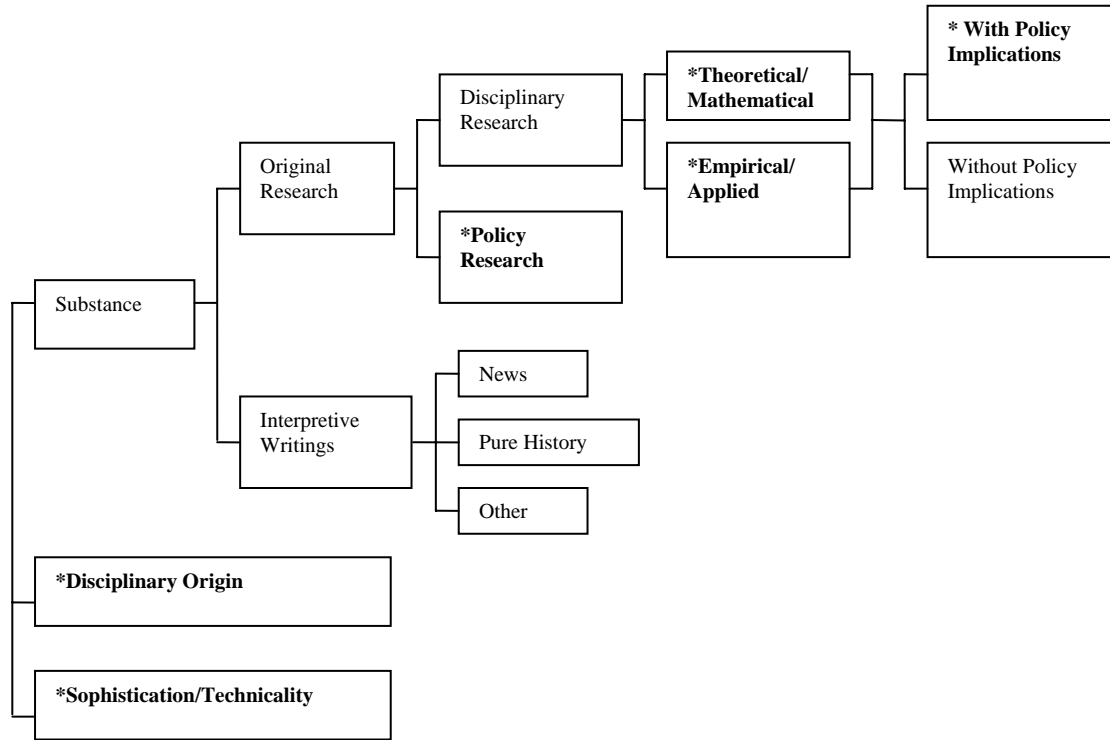 * With Policy
Implications
*Theoretical/
Mathematical
Disciplinary
Research
Original
Research
*Empirical/
Applied
Without Policy
Implications
*Policy
Research
Substance
News
Interpretive
Writings
Pure History
Other
*Disciplinary Origin
*Sophistication/Technicality